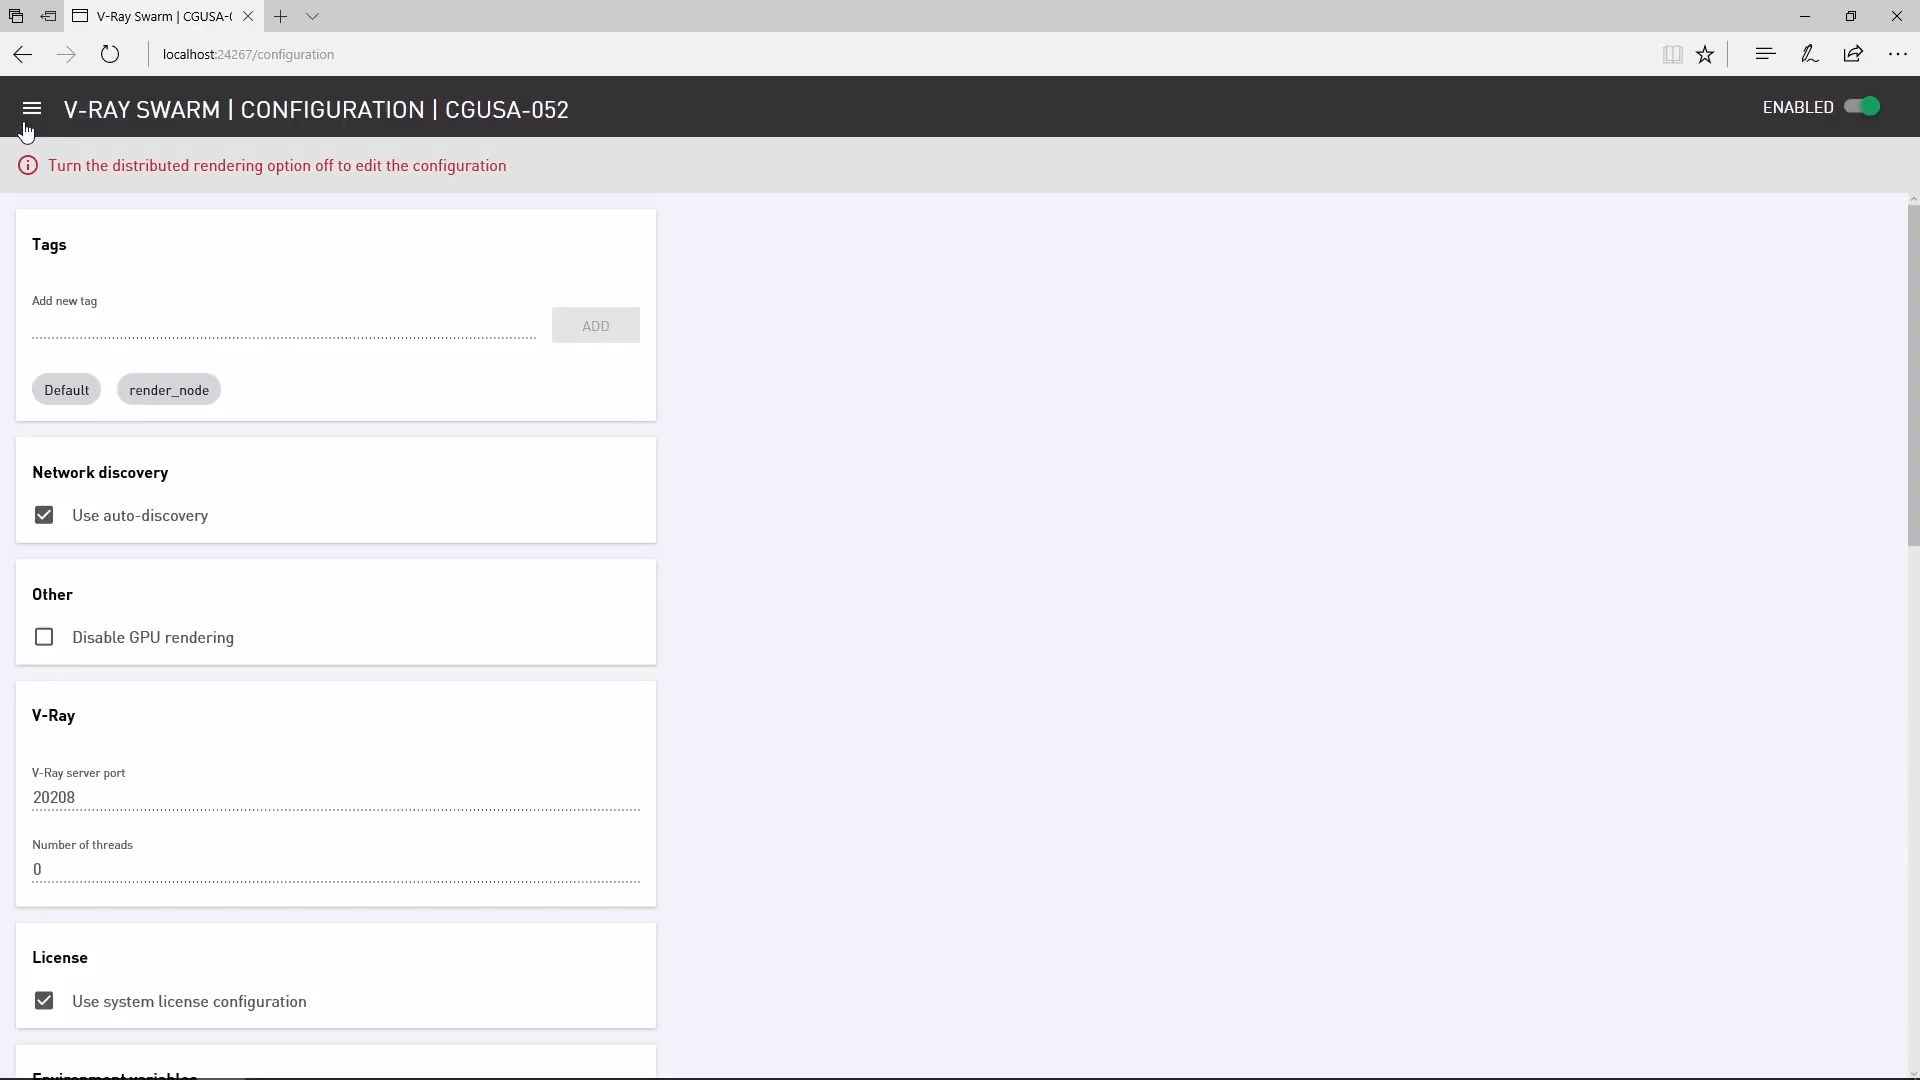 V-Ray Swarm | CGUSA-(
localhost:24267/configuration
V-RAY SWARM | CONFIGURATION | CGUSA-052
ENABLED
Turn the distributed rendering option off to edit the configuration
Tags
Add new tag
ADD
Default render_node
Network discovery
Use auto-discovery
Other
Disable GPU rendering
V-Ray
V-Ray server port
20208
Number of threads
0
License
Use system license configuration
Environment variables